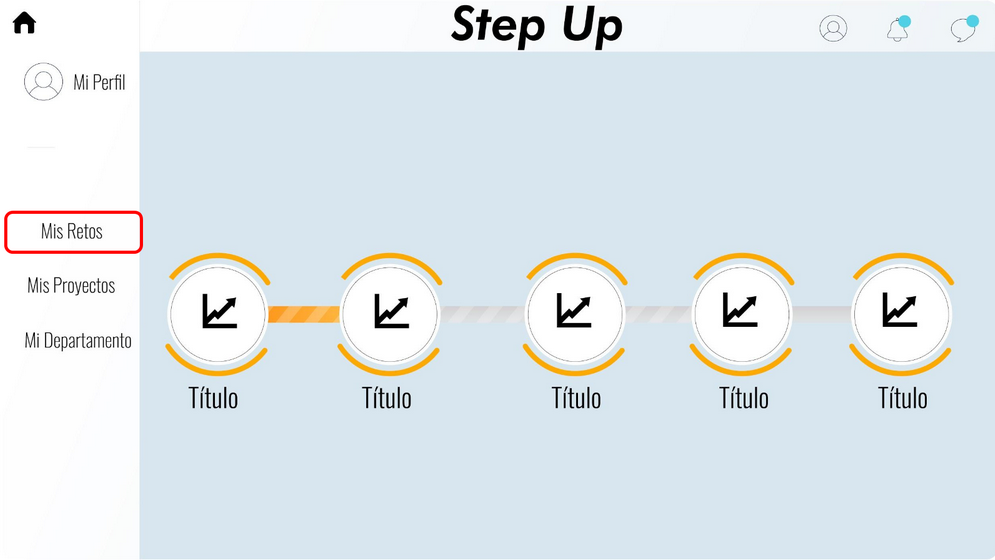 Step Up
Mi Perfil
Mis Retos
Mis Proyectos
Mi Departamento
Título
Título
Título
Título
Título